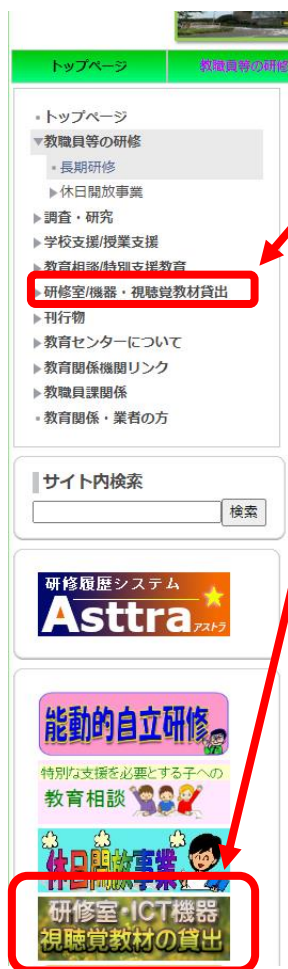 トップページ
教職員等の研修
・トップページ
▼教職員等の研修
・長期研修
▶休日開放事業
▶調査・研究
▶学校支援/授業支援
▶教育相談/特別支援教育
▶研修室/機器・視聴覚教材貸出
▶刊行物
▶教育センターについて
▶教育関係機関リンク
▶教職員課関係
・教育関係・業者の方
サイト内検索
検索
研修履歴システム
Asttra アストラ
能動的自立研修
特別な支援を必要とする子への
教育相談
休日開放事業
研修室・ICT機器
視聴覚教材の貸出